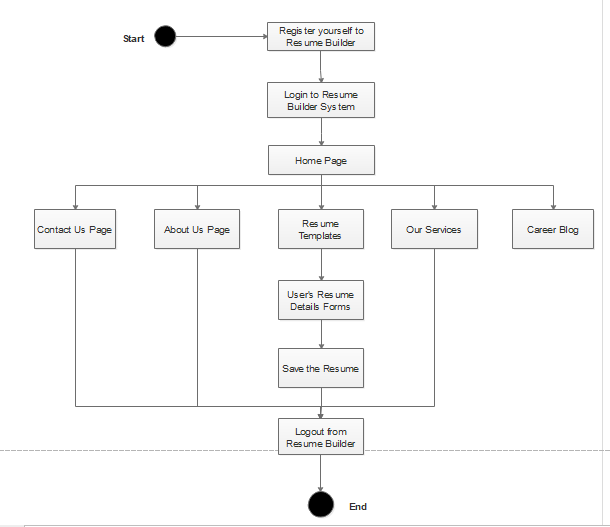 Start
Register yourself to
Resume Builder
Login to Resume
Builder System
Home Page
Contact Us Page
About Us Page
Resume
Templates
Our Services
Career Blog
User's Resume
Details Forms
Save the Resume
Logout from
Resume Builder
End